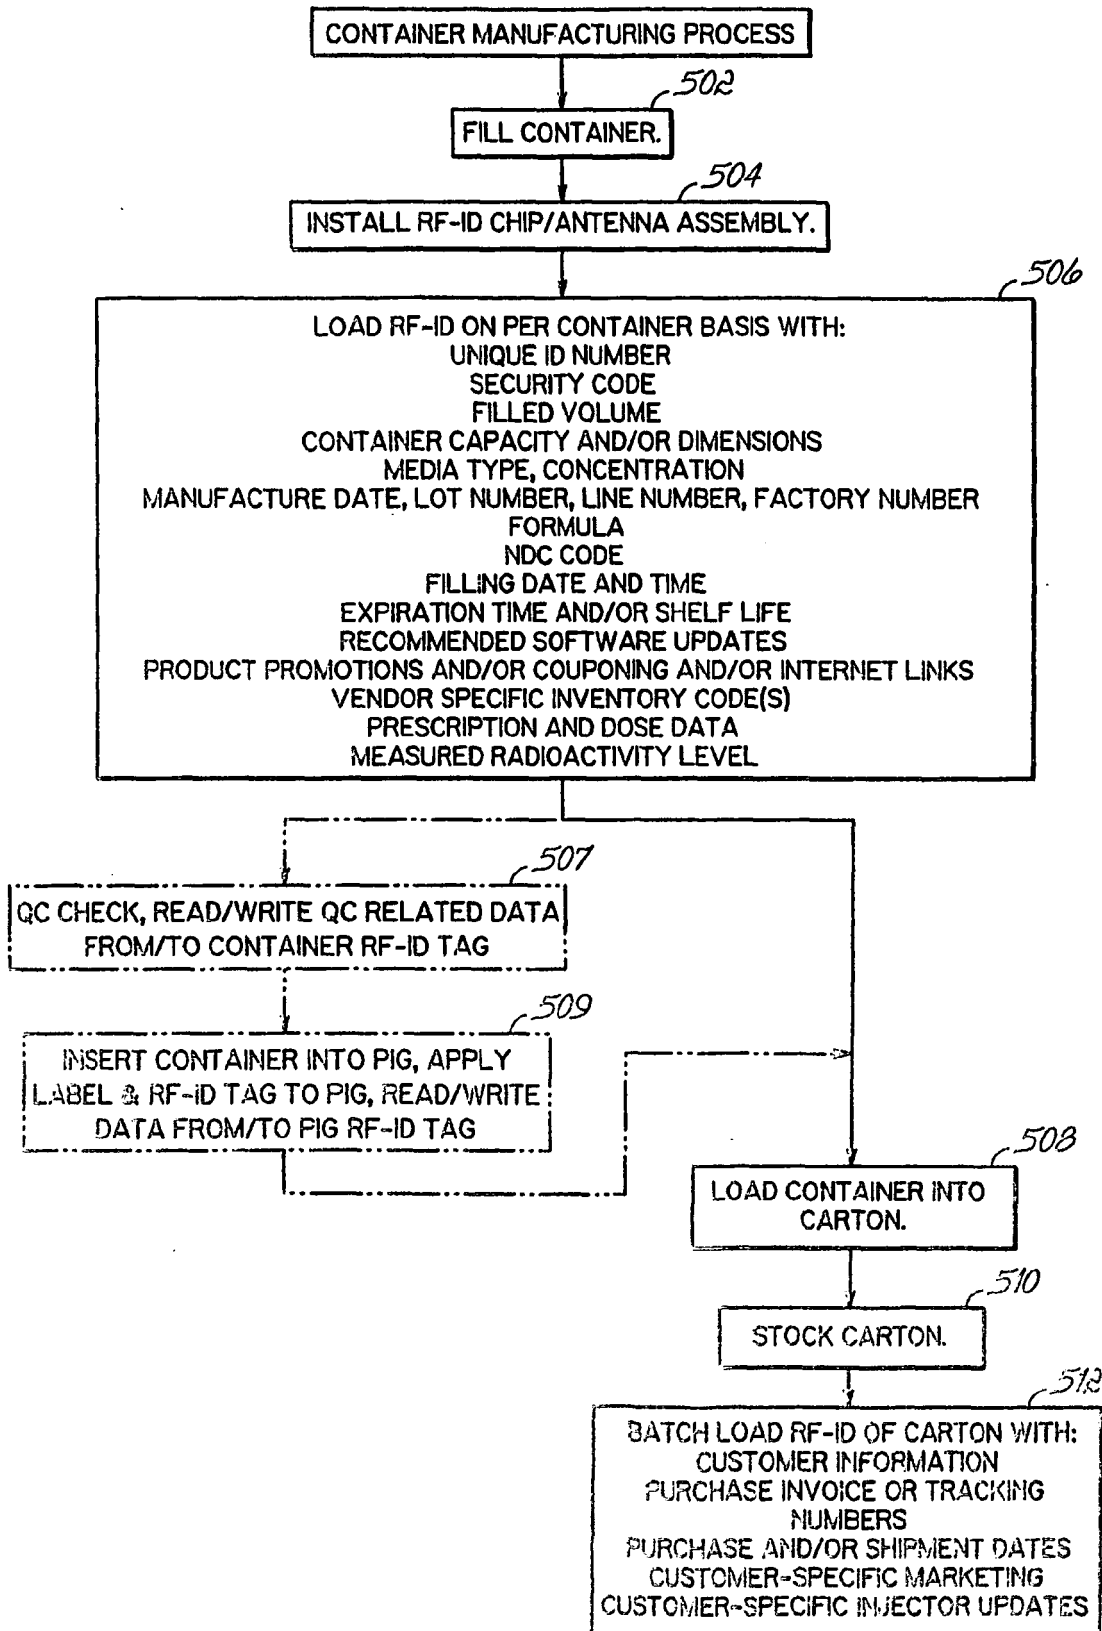 CONTAINER MANUFACTURING PROCESS
502
FILL CONTAINER.
504
INSTALL RF-ID CHIP/ANTENNA ASSEMBLY.
506
LOAD RF-ID ON PER CONTAINER BASIS WITH:
UNIQUE ID NUMBER
SECURITY CODE
FILLED VOLUME
CONTAINER CAPACITY AND/OR DIMENSIONS
MEDIA TYPE, CONCENTRATION
MANUFACTURE DATE, LOT NUMBER, LINE NUMBER, FACTORY NUMBER
FORMULA
NDC CODE
FILLING DATE AND TIME
EXPIRATION TIME AND/OR SHELF LIFE
RECOMMENDED SOFTWARE UPDATES
PRODUCT PROMOTIONS AND/OR COUPONING AND/OR INTERNET LINKS
VENDOR SPECIFIC INVENTORY CODE(S)
PRESCRIPTION AND DOSE DATA
MEASURED RADIOACTIVITY LEVEL
507
QC CHECK, READ/WRITE QC RELATED DATA
FROM/TO CONTAINER RF-ID TAG
509
INSERT CONTAINER INTO PIG, APPLY
LABEL & RF-ID TAG TO PIG, READ/WRITE
DATA FROM/TO PIG RF-ID TAG
508
LOAD CONTAINER INTO
CARTON.
510
STOCK CARTON.
512
BATCH LOAD RF-ID OF CARTON WITH:
CUSTOMER INFORMATION
PURCHASE INVOICE OR TRACKING
NUMBERS
PURCHASE AND/OR SHIPMENT DATES
CUSTOMER-SPECIFIC MARKETING
CUSTOMER-SPECIFIC INJECTOR UPDATES